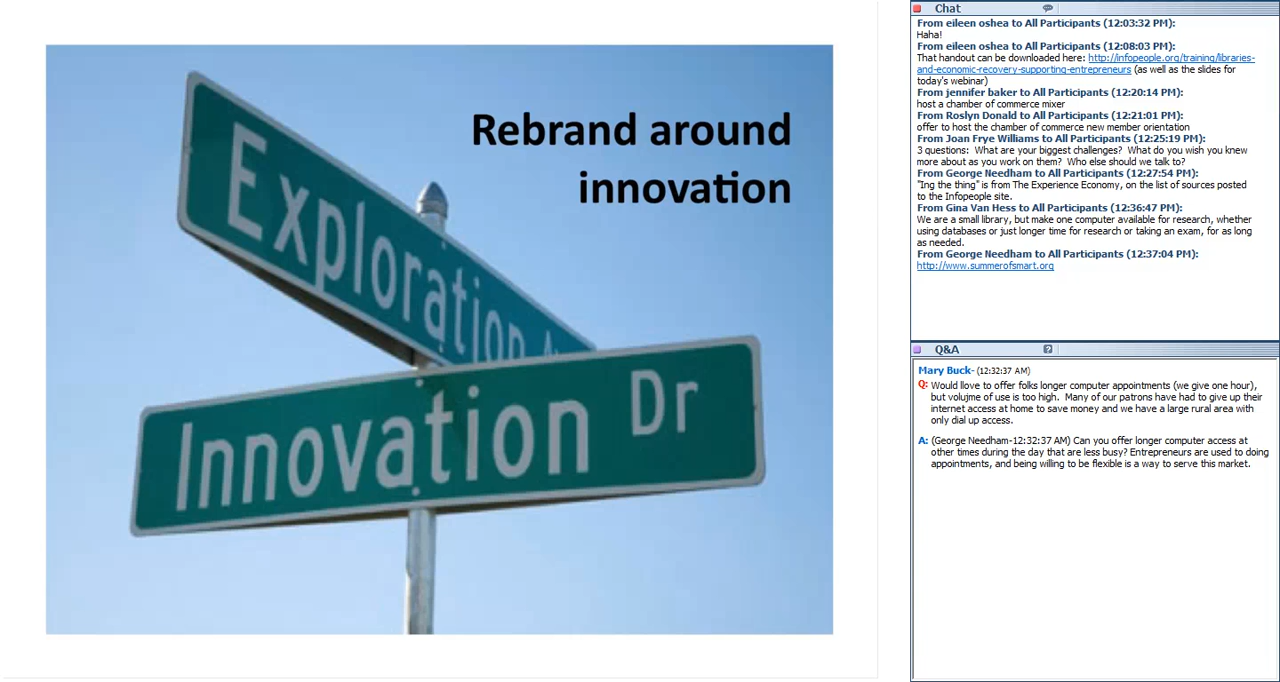 Rebrand around
innovation
Exploration
Innovation Dr
Chat
From eileen oshea to All Participants (12:03:32 PM):
Haha!
From eileen oshea to All Participants (12:08:03 PM):
That handout can be downloaded here: http://infopeople.org/training/libraries-
and-economic-recovery-supporting-entrepreneurs (as well as the slides for
today's webinar)
From jennifer baker to All Participants (12:20:14 PM):
host a chamber of commerce mixer
From Roslyn Donald to All Participants (12:21:01 PM):
offer to host the chamber of commerce new member orientation
From Joan Frye Williams to All Participants (12:25:19 PM):
3 questions:  What are your biggest challenges?  What do you wish you knew
more about as you work on them?  Who else should we talk to?
From George Needham to All Participants (12:27:54 PM):
"Ing the thing" is from The Experience Economy, on the list of sources posted
to the Infopeople site.
From Gina Van Hess to All Participants (12:36:47 PM):
We are a small library, but make one computer available for research, whether
using databases or just longer time for research or taking an exam, for as long
as needed.
From George Needham to All Participants (12:37:04 PM):
http://www.summerofsmart.org
Q&A
Mary Buck- (12:32:37 AM)
Q: Would llove to offer folks longer computer appointments (we give one hour),
but volujme of use is too high.  Many of our patrons have had to give up their
internet access at home to save money and we have a large rural area with
only dial up access.
A: (George Needham-12:32:37 AM) Can you offer longer computer access at
other times during the day that are less busy? Entrepreneurs are used to doing
appointments, and being willing to be flexible is a way to serve this market.